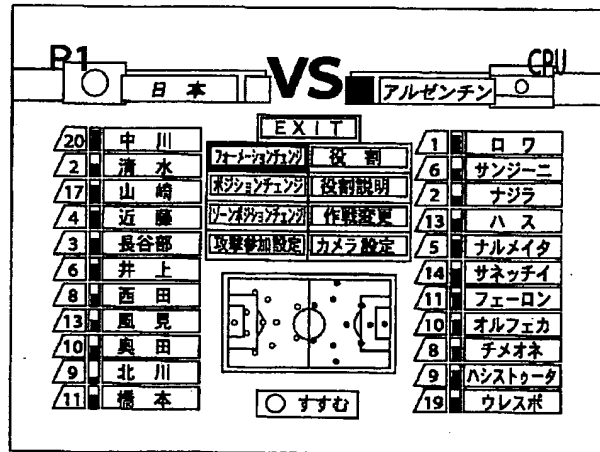 P1
VS
CPU
日本
アルゼンチン
EXIT
フォーメーションチェンジ 役割
ポジションチェンジ 役割説明
ゾーンポジションチェンジ 作戦変更
攻撃参加設定 カメラ設定
20 中川
2 清水
17 山崎
4 近藤
3 長谷部
6 井上
8 西田
13 風見
10 奥田
9 北川
11 橋本
1 ロワ
6 サンジーニ
2 ナジラ
13 ハス
5 ナルメイタ
14 サネッチイ
11 フェーロン
10 オルフェカ
8 チメオネ
9 ハシストゥータ
19 ウレスポ
○ すすむ